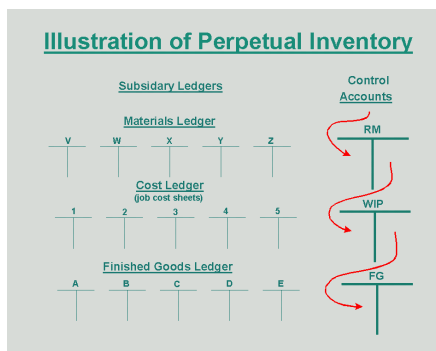 Illustration of Perpetual Inventory
Subsidary Ledgers
Control
Accounts
Materials Ledger
V W X Y Z
RM
Cost Ledger
(job cost sheets)
1 2 3 4 5
WIP
Finished Goods Ledger
A B C D E
FG